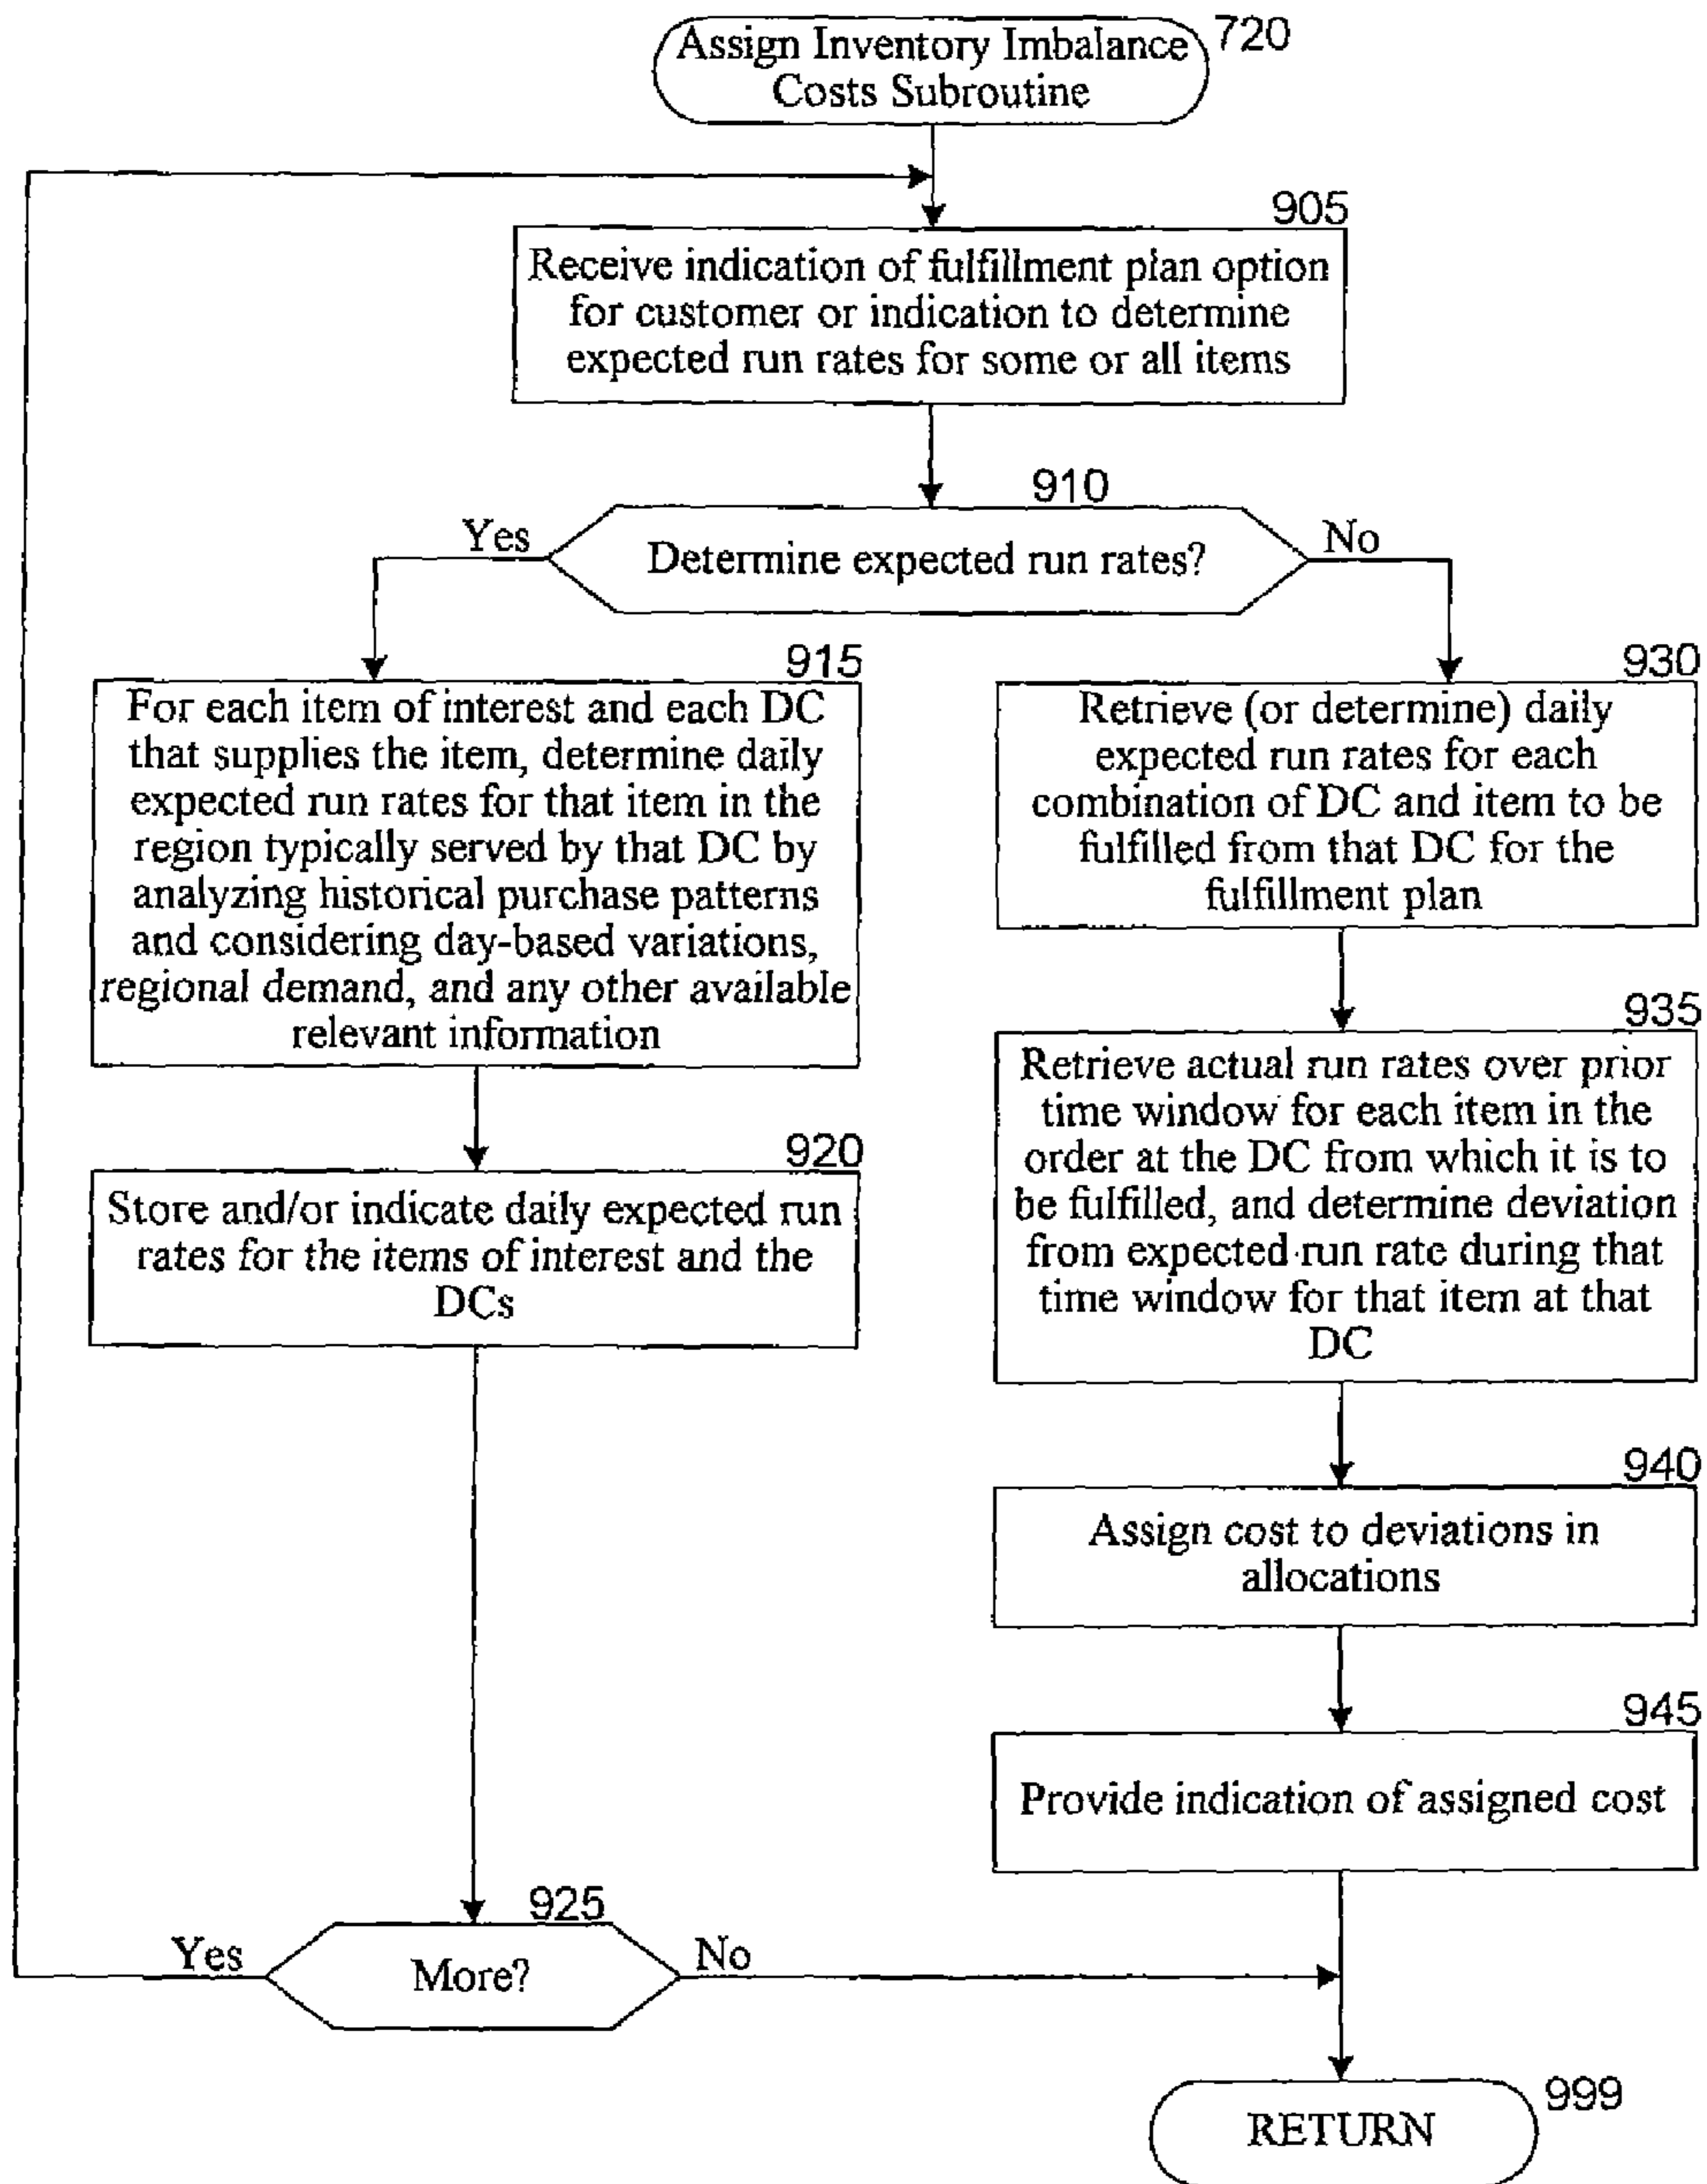 Assign Inventory Imbalance
Costs Subroutine
720
905
Receive indication of fulfillment plan option
for customer or indication to determine
expected run rates for some or all items
910
Yes
Determine expected run rates?
No
915
For each item of interest and each DC
that supplies the item, determine daily
expected run rates for that item in the
region typically served by that DC by
analyzing historical purchase patterns
and considering day-based variations,
regional demand, and any other available
relevant information
920
Store and/or indicate daily expected run
rates for the items of interest and the
DCs
925
Yes
More?
No
930
Retrieve (or determine) daily
expected run rates for each
combination of DC and item to be
fulfilled from that DC for the
fulfillment plan
935
Retrieve actual run rates over prior
time window for each item in the
order at the DC from which it is to
be fulfilled, and determine deviation
from expected run rate during that
time window for that item at that
DC
940
Assign cost to deviations in
allocations
945
Provide indication of assigned cost
999
RETURN